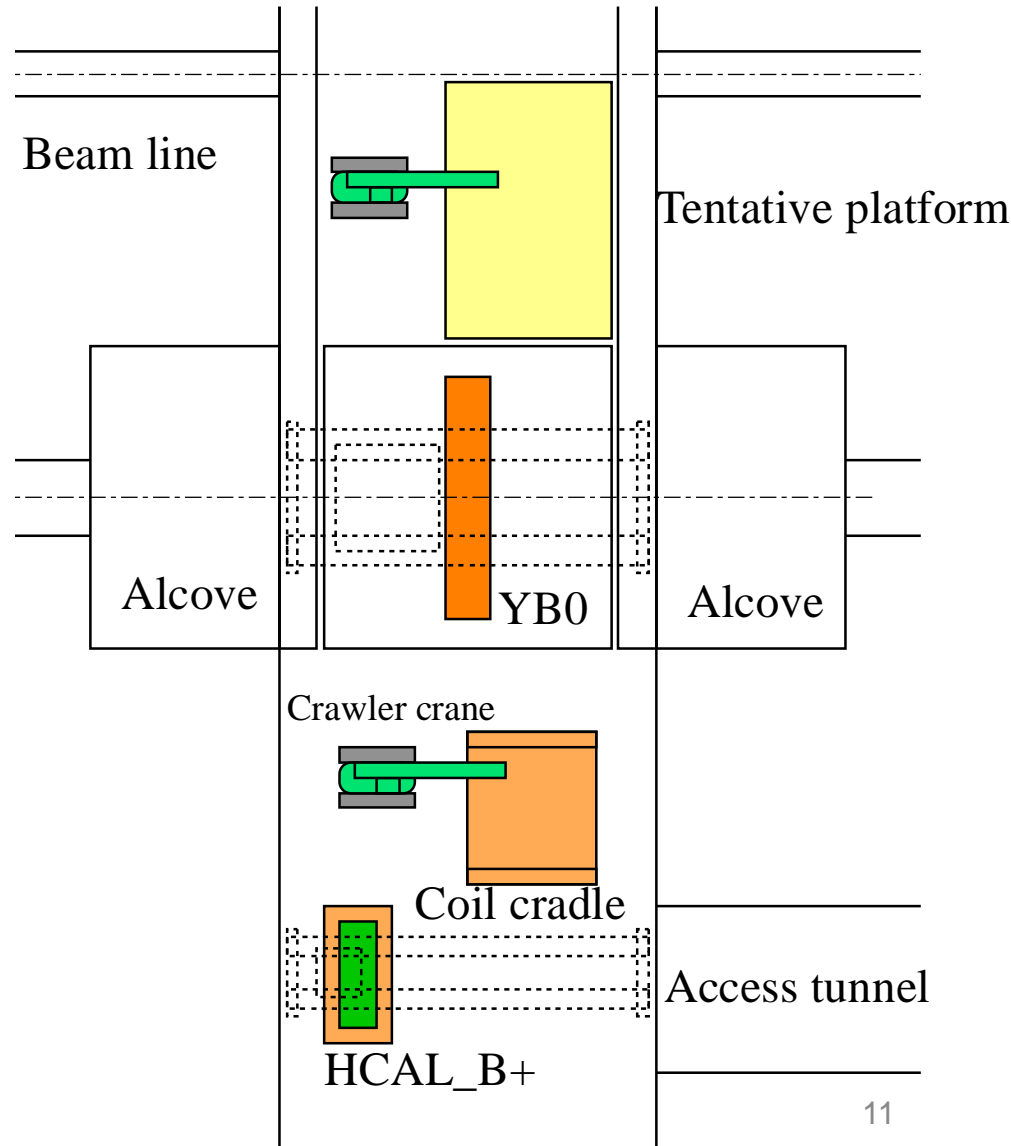 Beam line
Tentative platform
Alcove
YB0
Alcove
Crawler crane
Coil cradle
Access tunnel
HCAL_B+
11